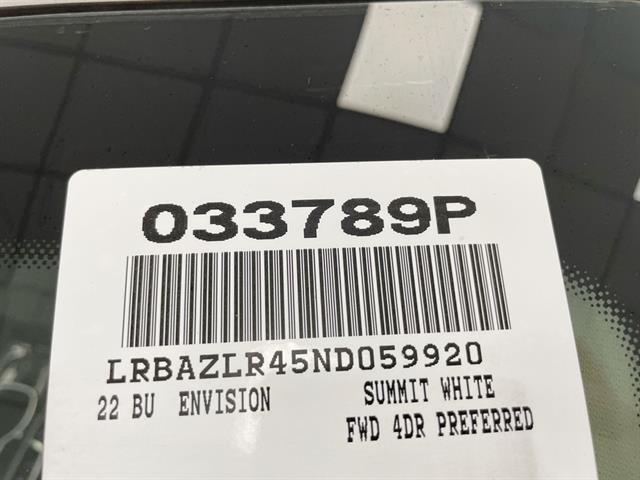 033789P
LRBAZLR45ND059920
22 BU ENVISION SUMMIT WHITE
FWD 4DR PREFERRED